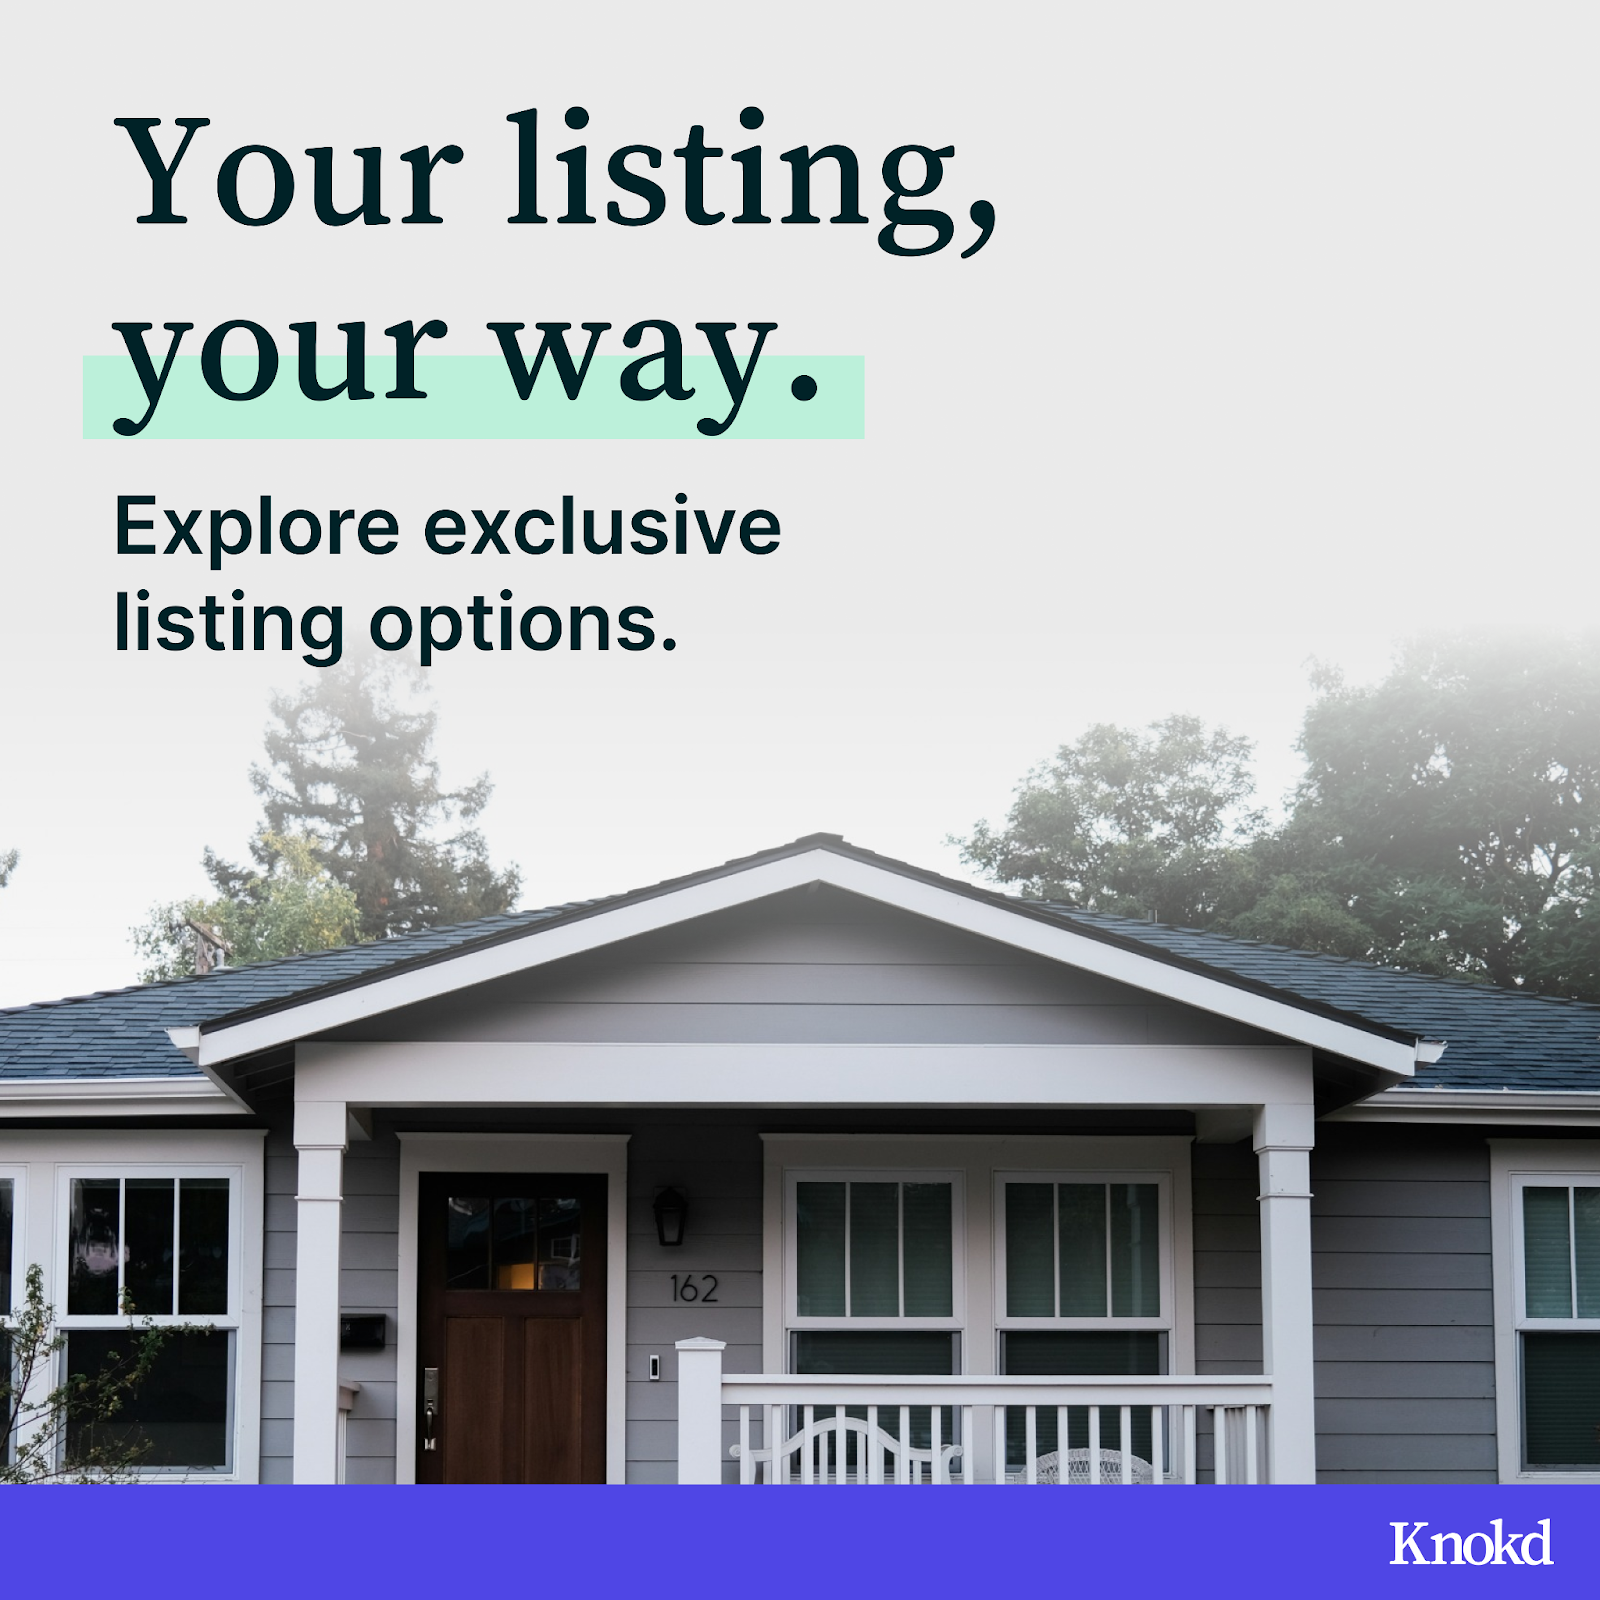 Your listing,
your way.
Explore exclusive
listing options.
162
Knokd